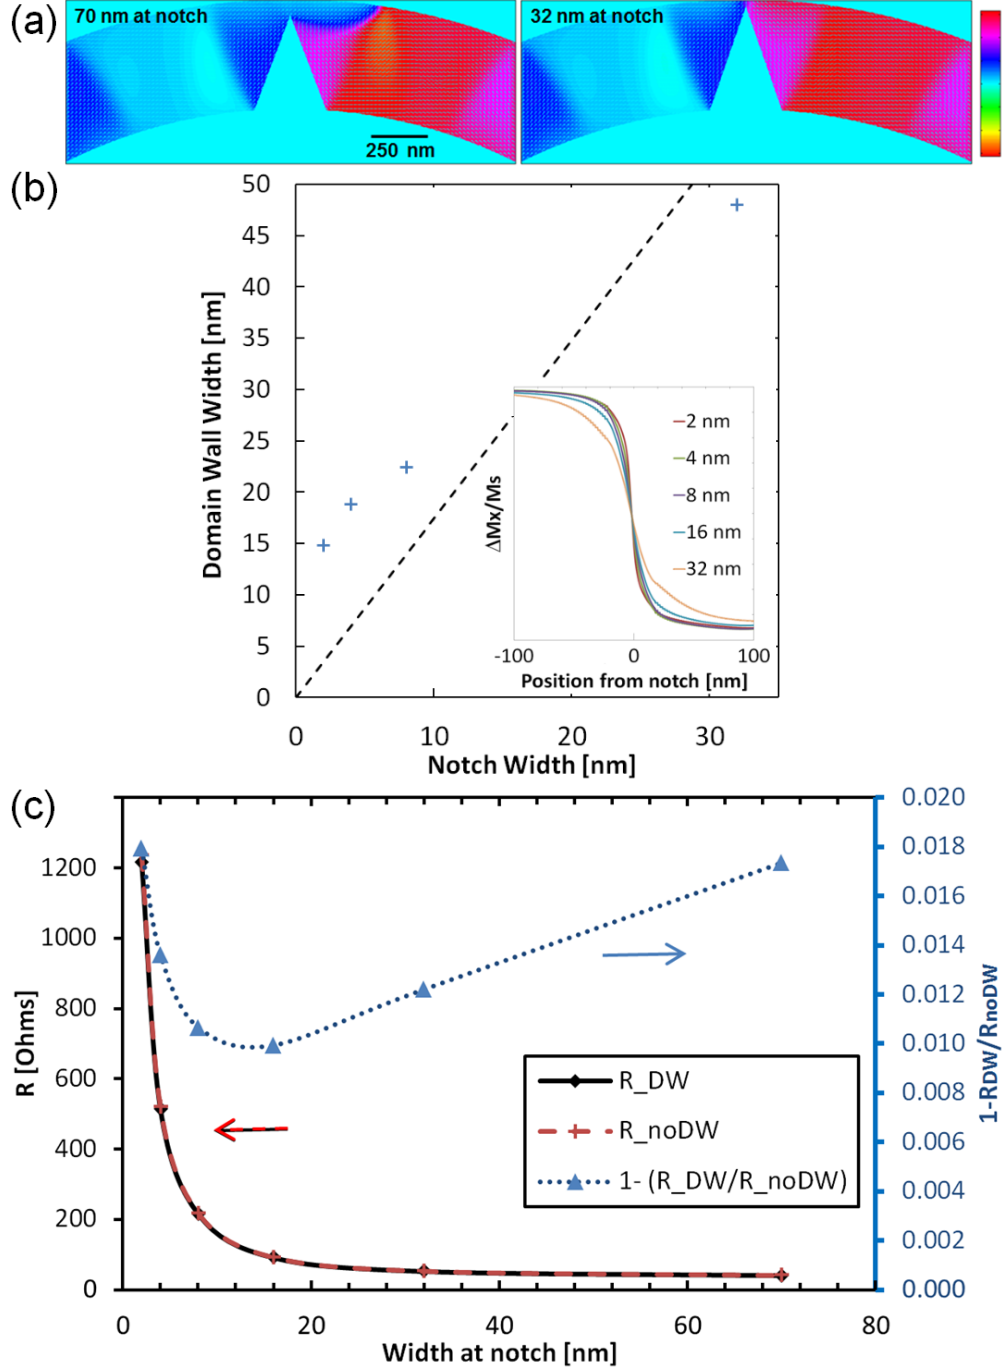 (a)
70 nm at notch
32 nm at notch
250 nm
(b)
50
45
40
35
30
25
20
15
10
5
0
Domain Wall Width [nm]
0
10
20
30
Notch Width [nm]
ΔMx/Ms
2 nm
4 nm
8 nm
16 nm
32 nm
-100
0
100
Position from notch [nm]
(c)
1200
1000
800
600
400
200
0
R [Ohms]
0.020
0.018
0.016
0.014
0.012
0.010
0.008
0.006
0.004
0.002
0.000
1-RDW/RnoDW
R_DW
R_noDW
1- (R_DW/R_noDW)
0
20
40
60
80
Width at notch [nm]